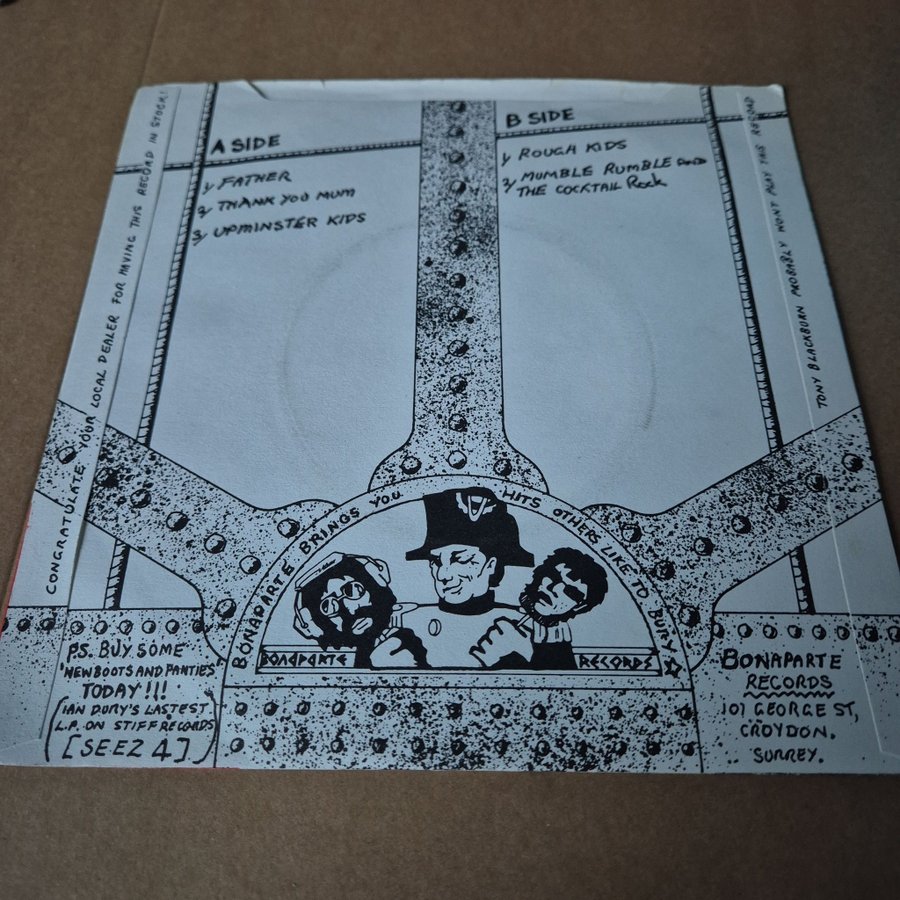 A SIDE
1/ FATHER
2/ THANK YOU MUM
3/ UPMINSTER KIDS
B SIDE
1/ ROUGH KIDS
2/ MUMBLE RUMBLE AND
THE COCKTAIL Rock
CONGRATULATE YOUR LOCAL DEALER FOR HAVING THIS RECORD IN STOCK!
TONY BLACKBURN PROBABLY WONT PLAY THIS RECORD
BONAPARTE BRINGS YOU HITS OTHERS LIKE TO BURY
BONAPARTE RECORDS
P.S. BUY SOME
'NEW BOOTS AND PANTIES'
TODAY!!!
(IAN DURY'S LASTEST
L.P. ON STIFF RECORDS
[SEEZ 4])
BONAPARTE
RECORDS
101 GEORGE ST,
CROYDON.
SURREY.